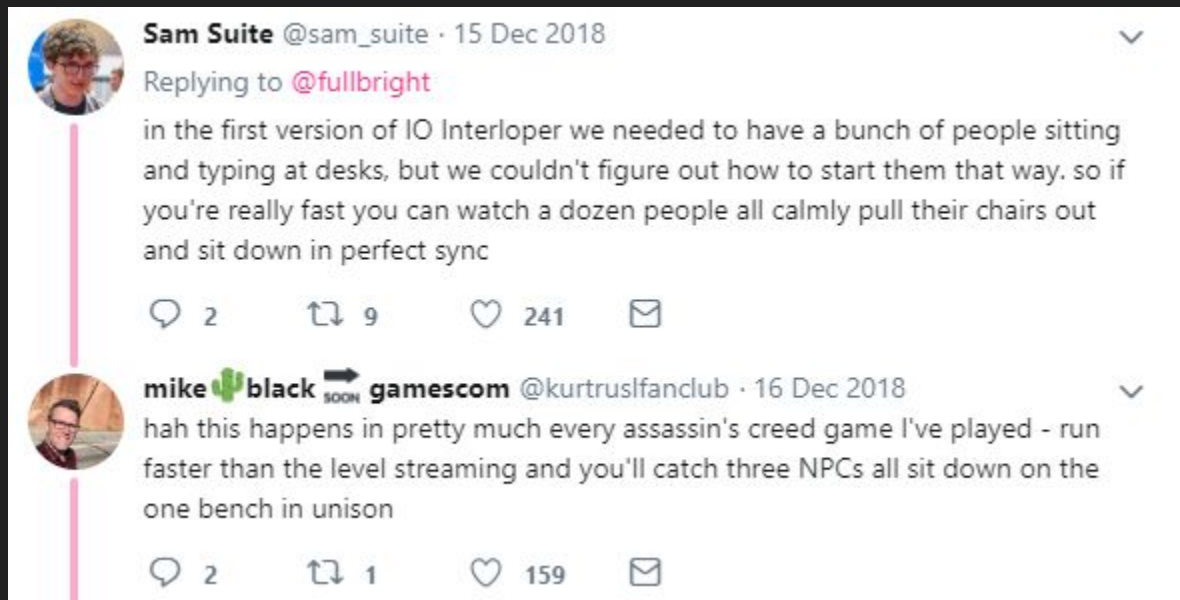 Sam Suite @sam_suite · 15 Dec 2018
Replying to @fullbright
in the first version of IO Interloper we needed to have a bunch of people sitting
and typing at desks, but we couldn't figure out how to start them that way. so if
you're really fast you can watch a dozen people all calmly pull their chairs out
and sit down in perfect sync
2 9 241
mike🌵black 🔜 gamescom @kurtruslfanclub · 16 Dec 2018
hah this happens in pretty much every assassin's creed game I've played - run
faster than the level streaming and you'll catch three NPCs all sit down on the
one bench in unison
2 1 159